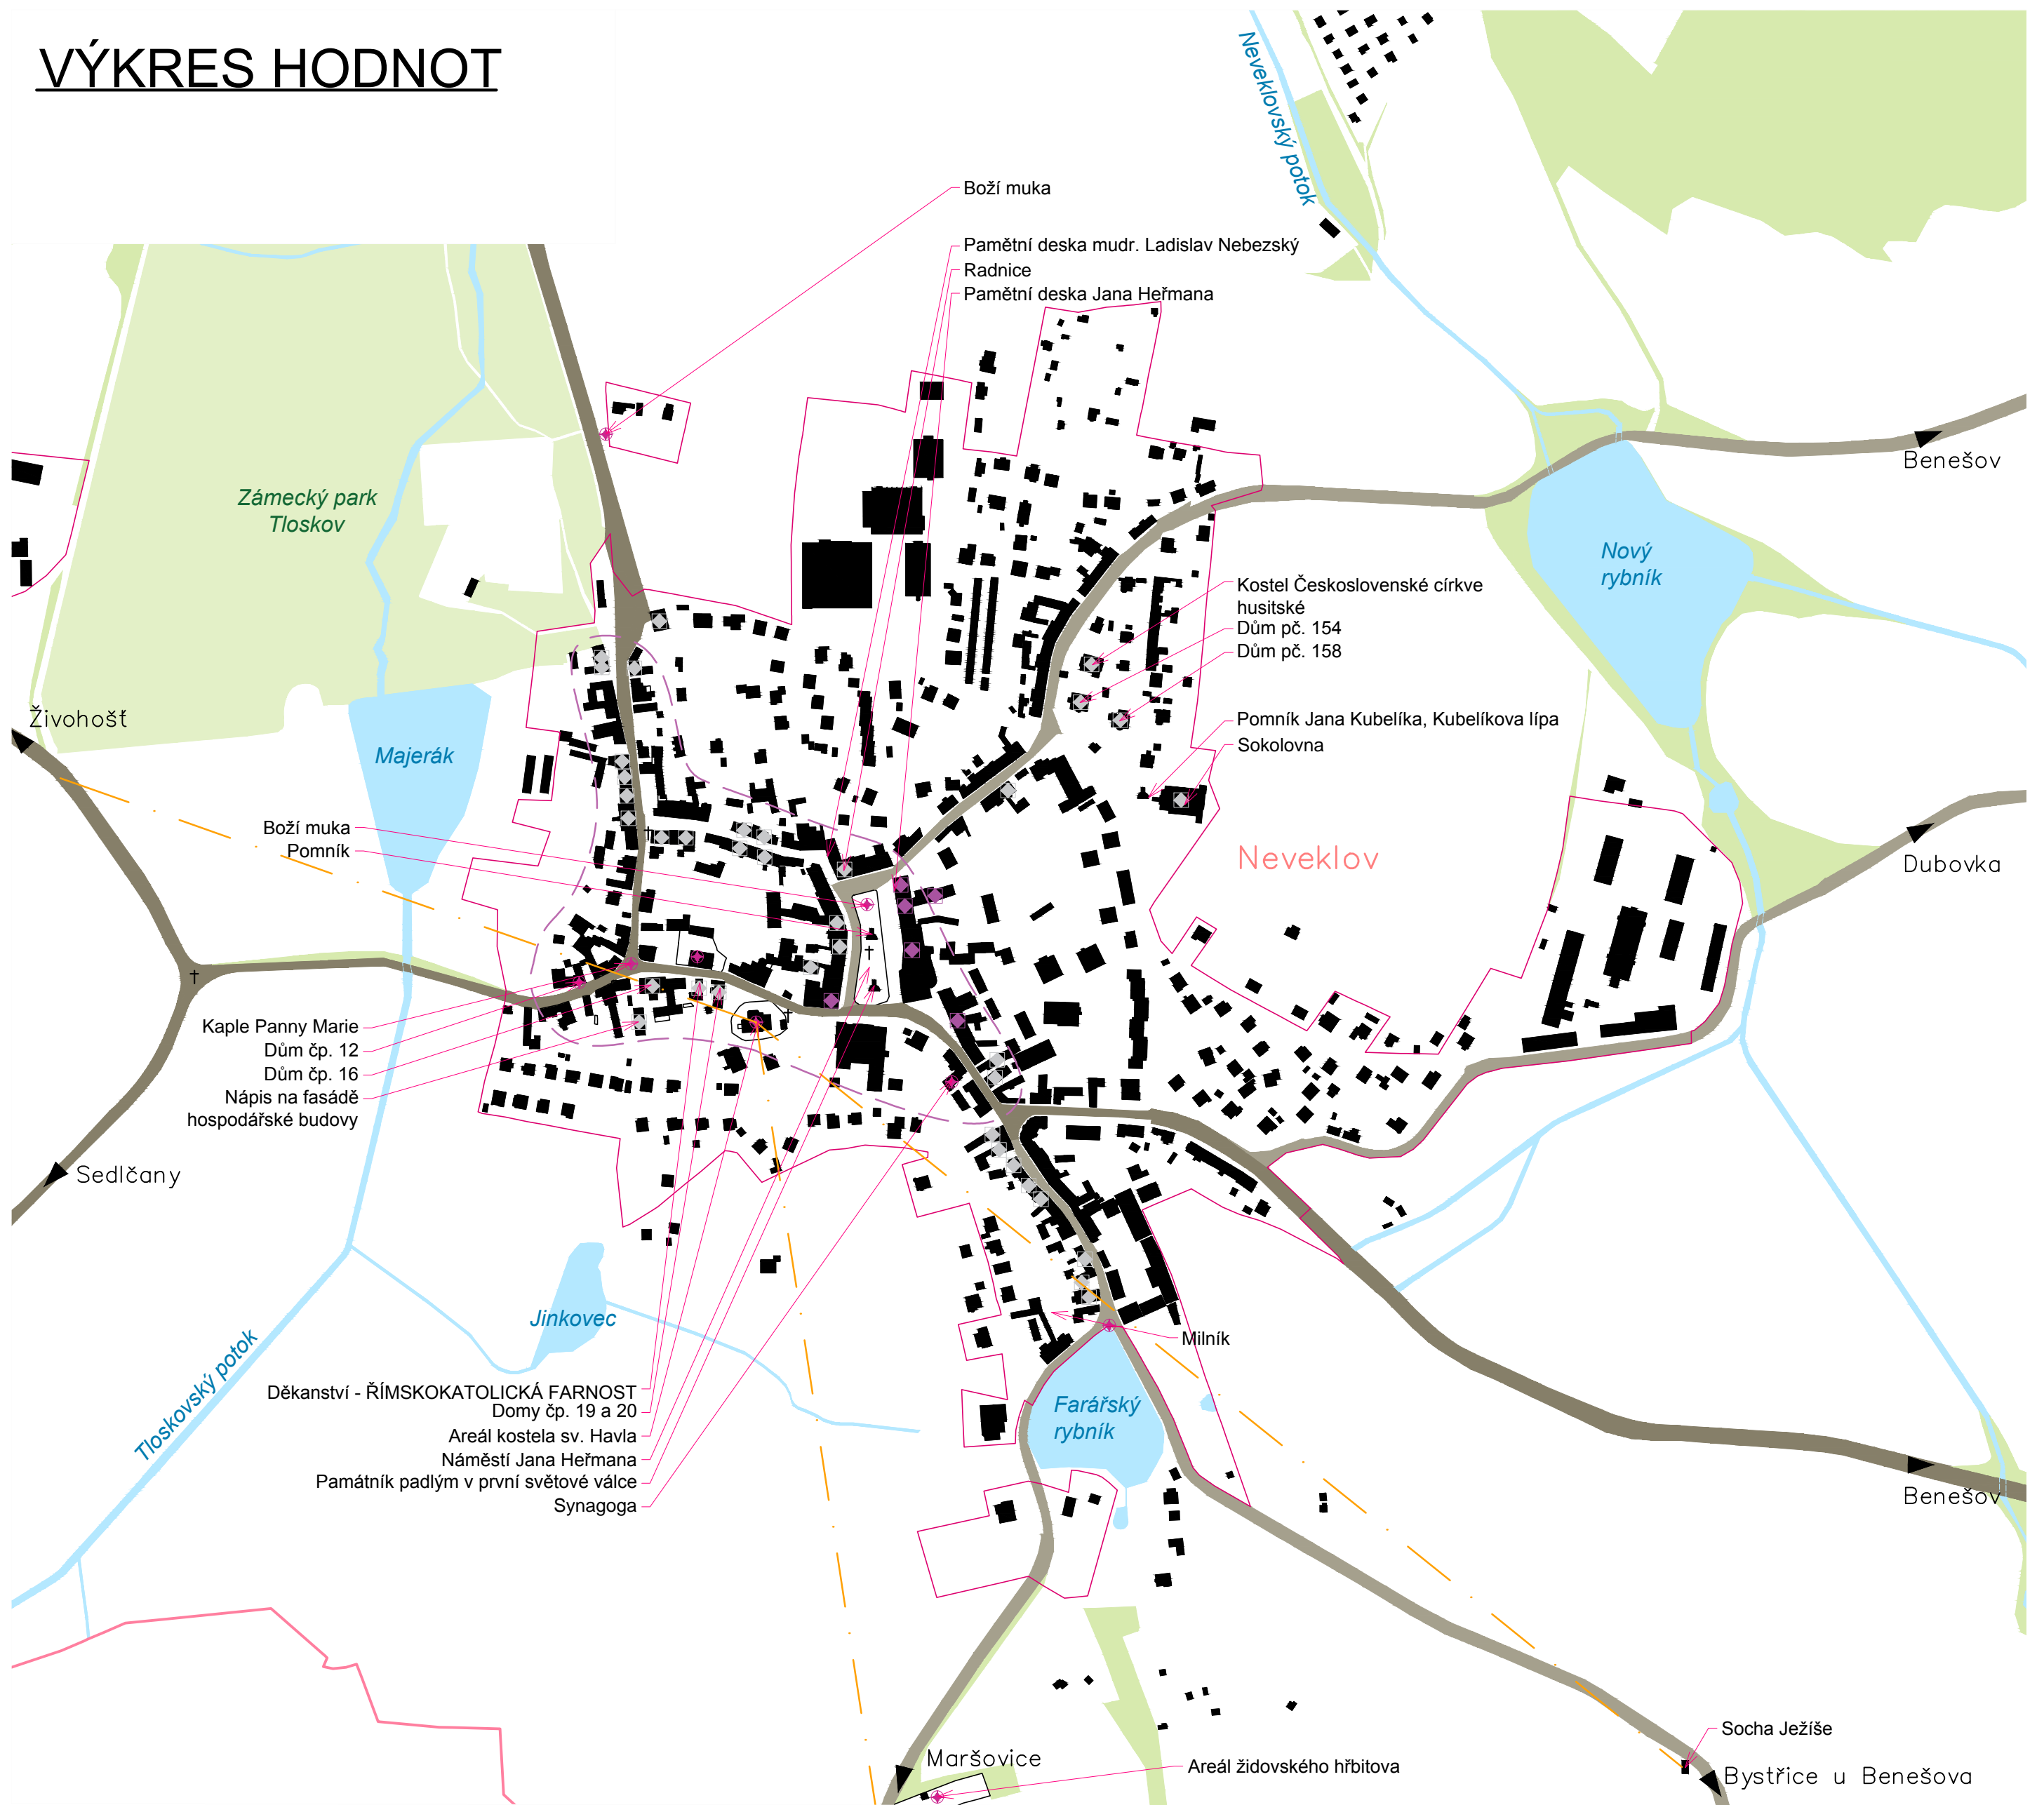 VÝKRES HODNOT
Neveklovský potok
Boží muka
Pamětní deska mudr. Ladislav Nebezský
Radnice
Pamětní deska Jana Heřmana
Benešov
Zámecký park
Tloskov
Nový
rybník
Kostel Československé církve
husitské
Dům pč. 154
Dům pč. 158
Živohošť
Majerák
Pomník Jana Kubelíka, Kubelíkova lípa
Sokolovna
Boží muka
Pomník
Neveklov
Dubovka
Kaple Panny Marie
Dům čp. 12
Dům čp. 16
Nápis na fasádě
hospodářské budovy
Sedlčany
Jinkovec
Milník
Tloskovský potok
Děkanství - ŘÍMSKOKATOLICKÁ FARNOST
Domy čp. 19 a 20
Areál kostela sv. Havla
Náměstí Jana Heřmana
Památník padlým v první světové válce
Synagoga
Farářský
rybník
Benešov
Socha Ježíše
Maršovice
Areál židovského hřbitova
Bystřice u Benešova